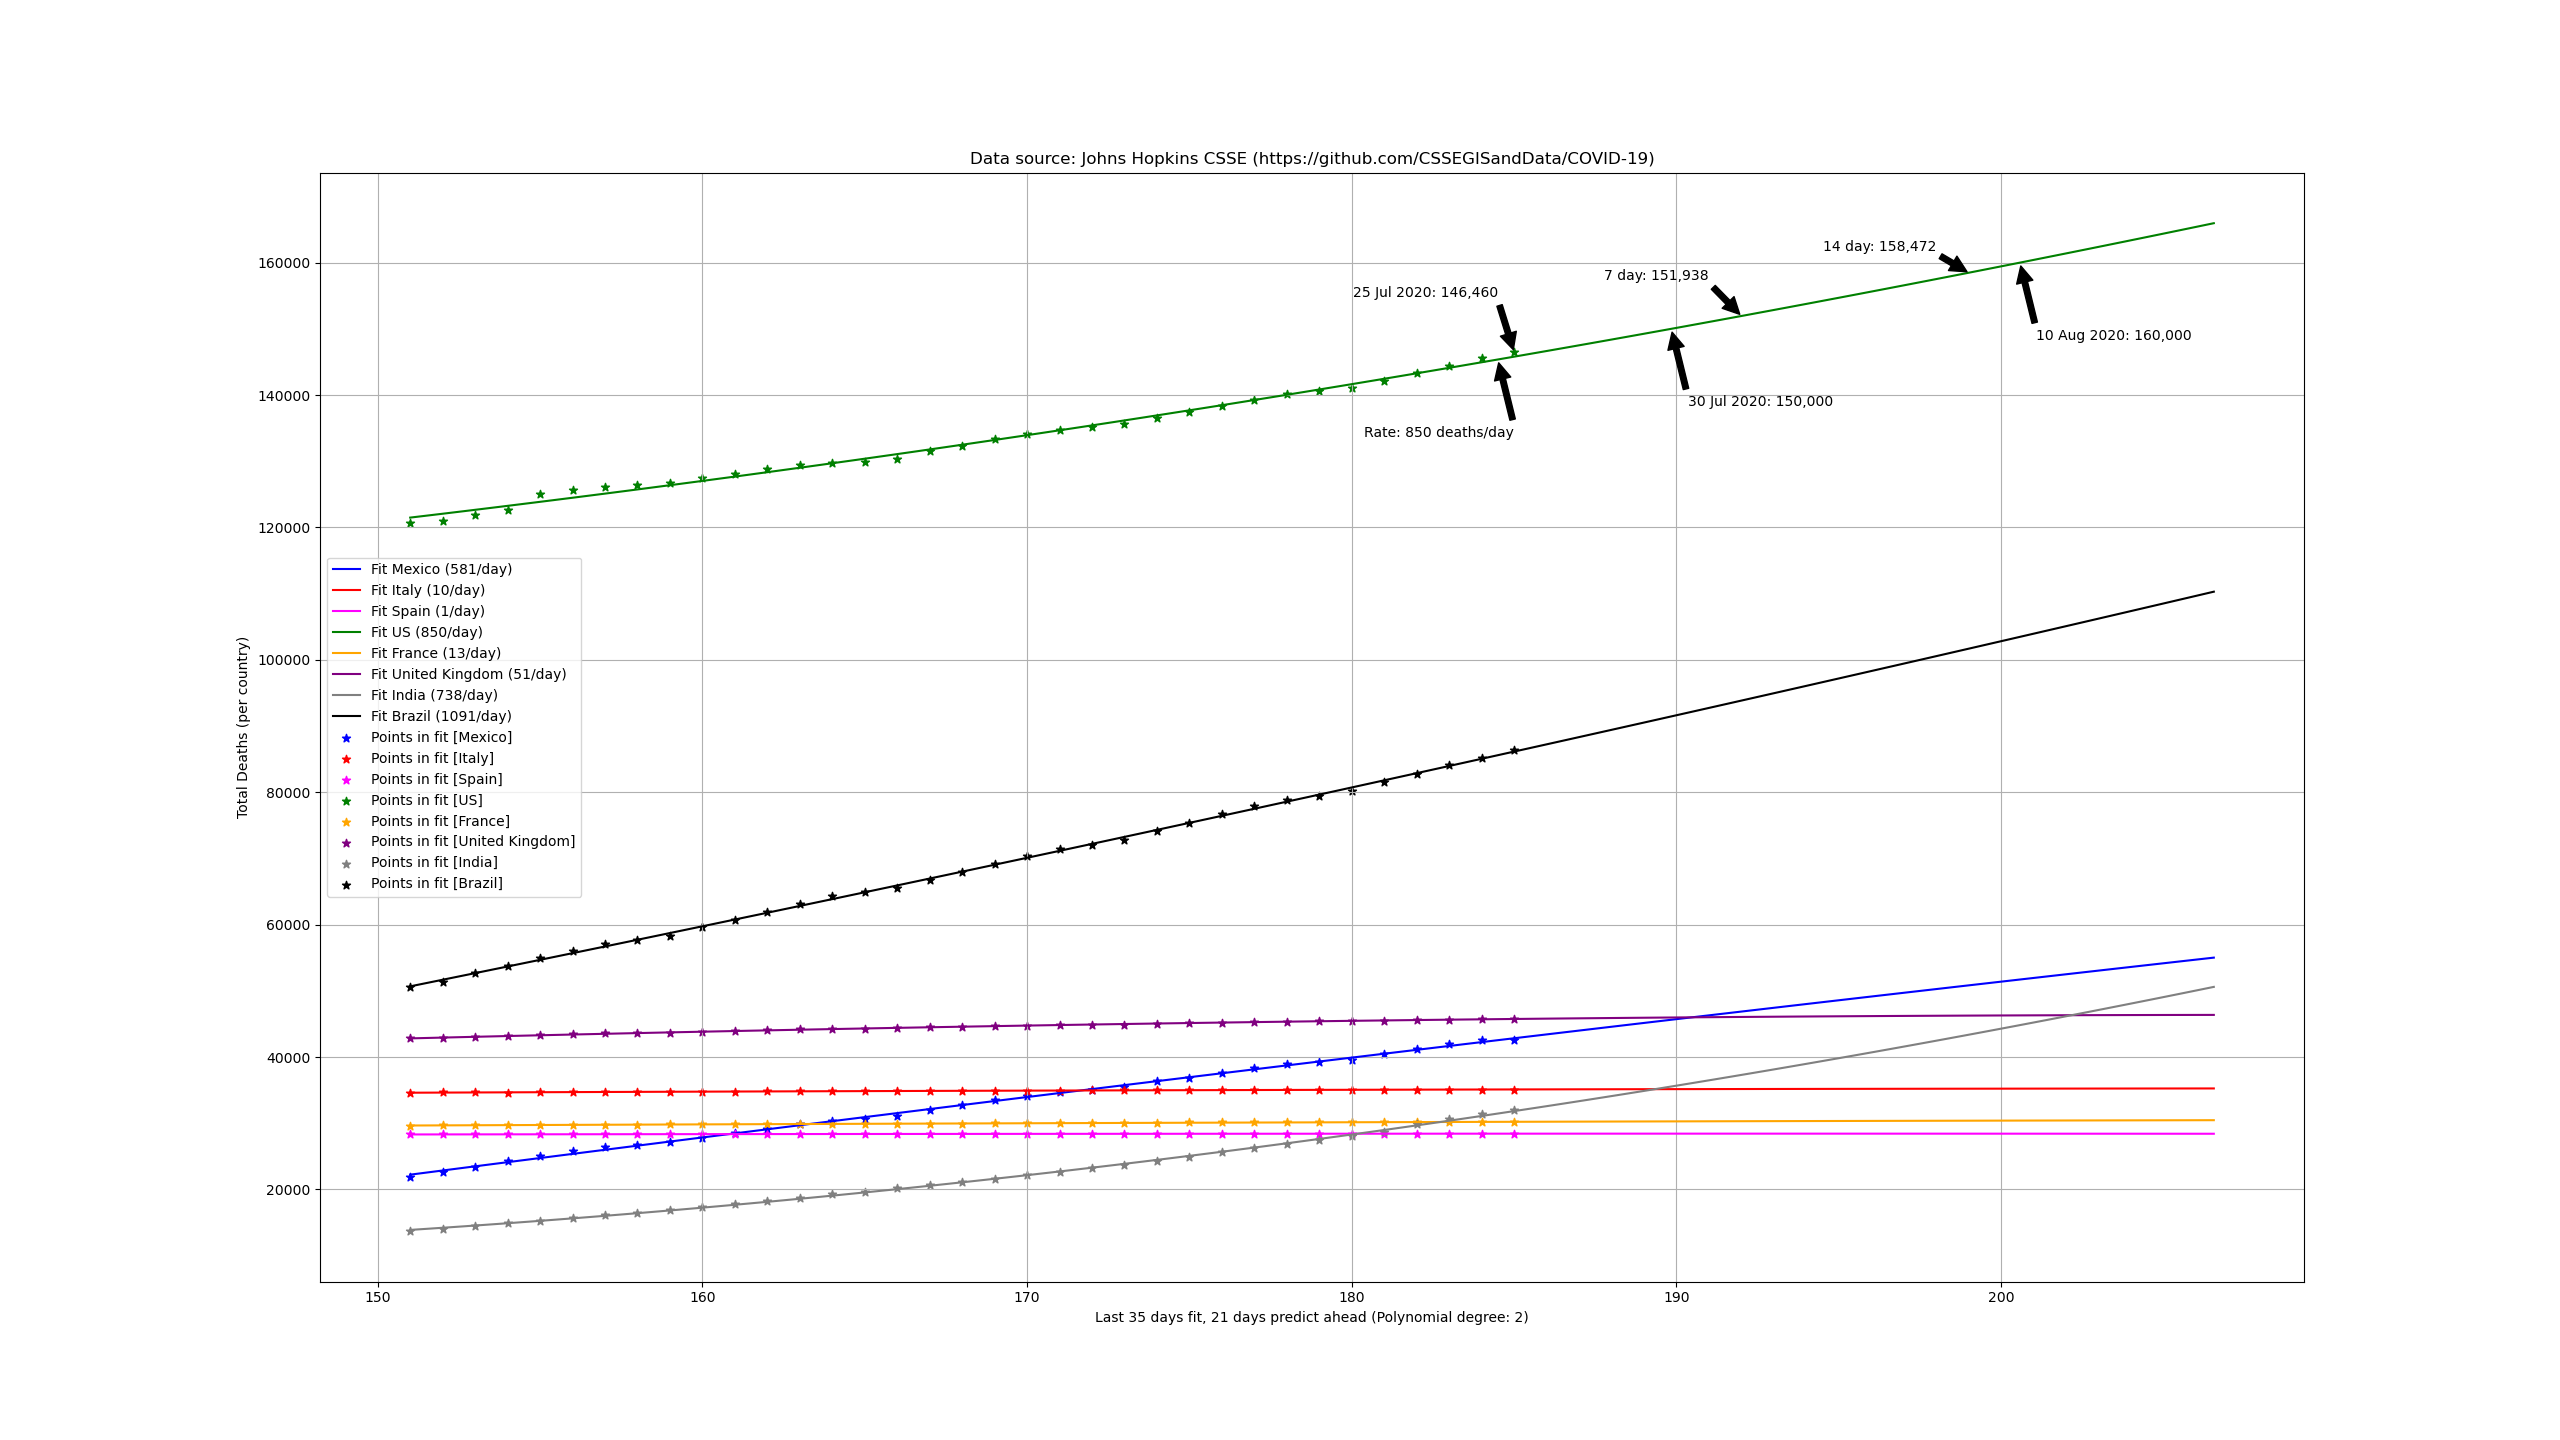 Data source: Johns Hopkins CSSE (https://github.com/CSSEGISandData/COVID-19)
160000
140000
120000
100000
80000
60000
40000
20000
Total Deaths (per country)
14 day: 158,472
7 day: 151,938
25 Jul 2020: 146,460
10 Aug 2020: 160,000
30 Jul 2020: 150,000
Rate: 850 deaths/day
Fit Mexico (581/day)
Fit Italy (10/day)
Fit Spain (1/day)
Fit US (850/day)
Fit France (13/day)
Fit United Kingdom (51/day)
Fit India (738/day)
Fit Brazil (1091/day)
Points in fit [Mexico]
Points in fit [Italy]
Points in fit [Spain]
Points in fit [US]
Points in fit [France]
Points in fit [United Kingdom]
Points in fit [India]
Points in fit [Brazil]
150
160
170
180
190
200
Last 35 days fit, 21 days predict ahead (Polynomial degree: 2)